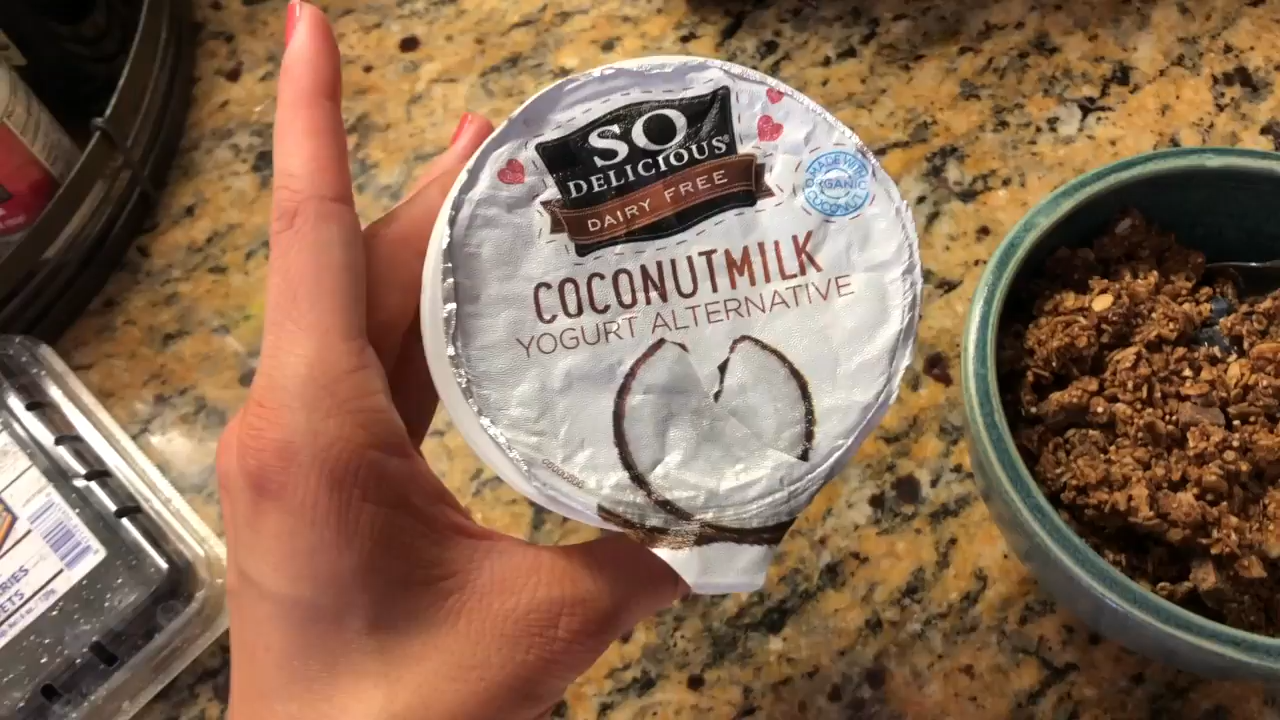 SO
DELICIOUS®
DAIRY FREE
MADE WITH
ORGANIC
COCONUT
COCONUTMILK
YOGURT ALTERNATIVE